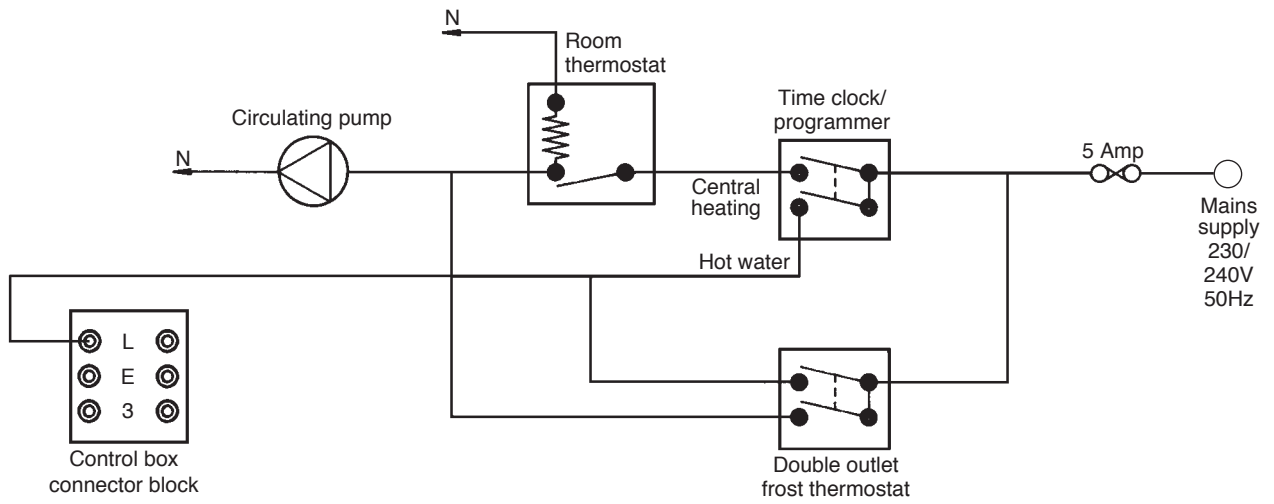 N
Room
thermostat
Time clock/
programmer
Circulating pump
5 Amp
N
Central
heating
Mains
supply
230/
240V
50Hz
Hot water
L
E
3
Control box
connector block
Double outlet
frost thermostat